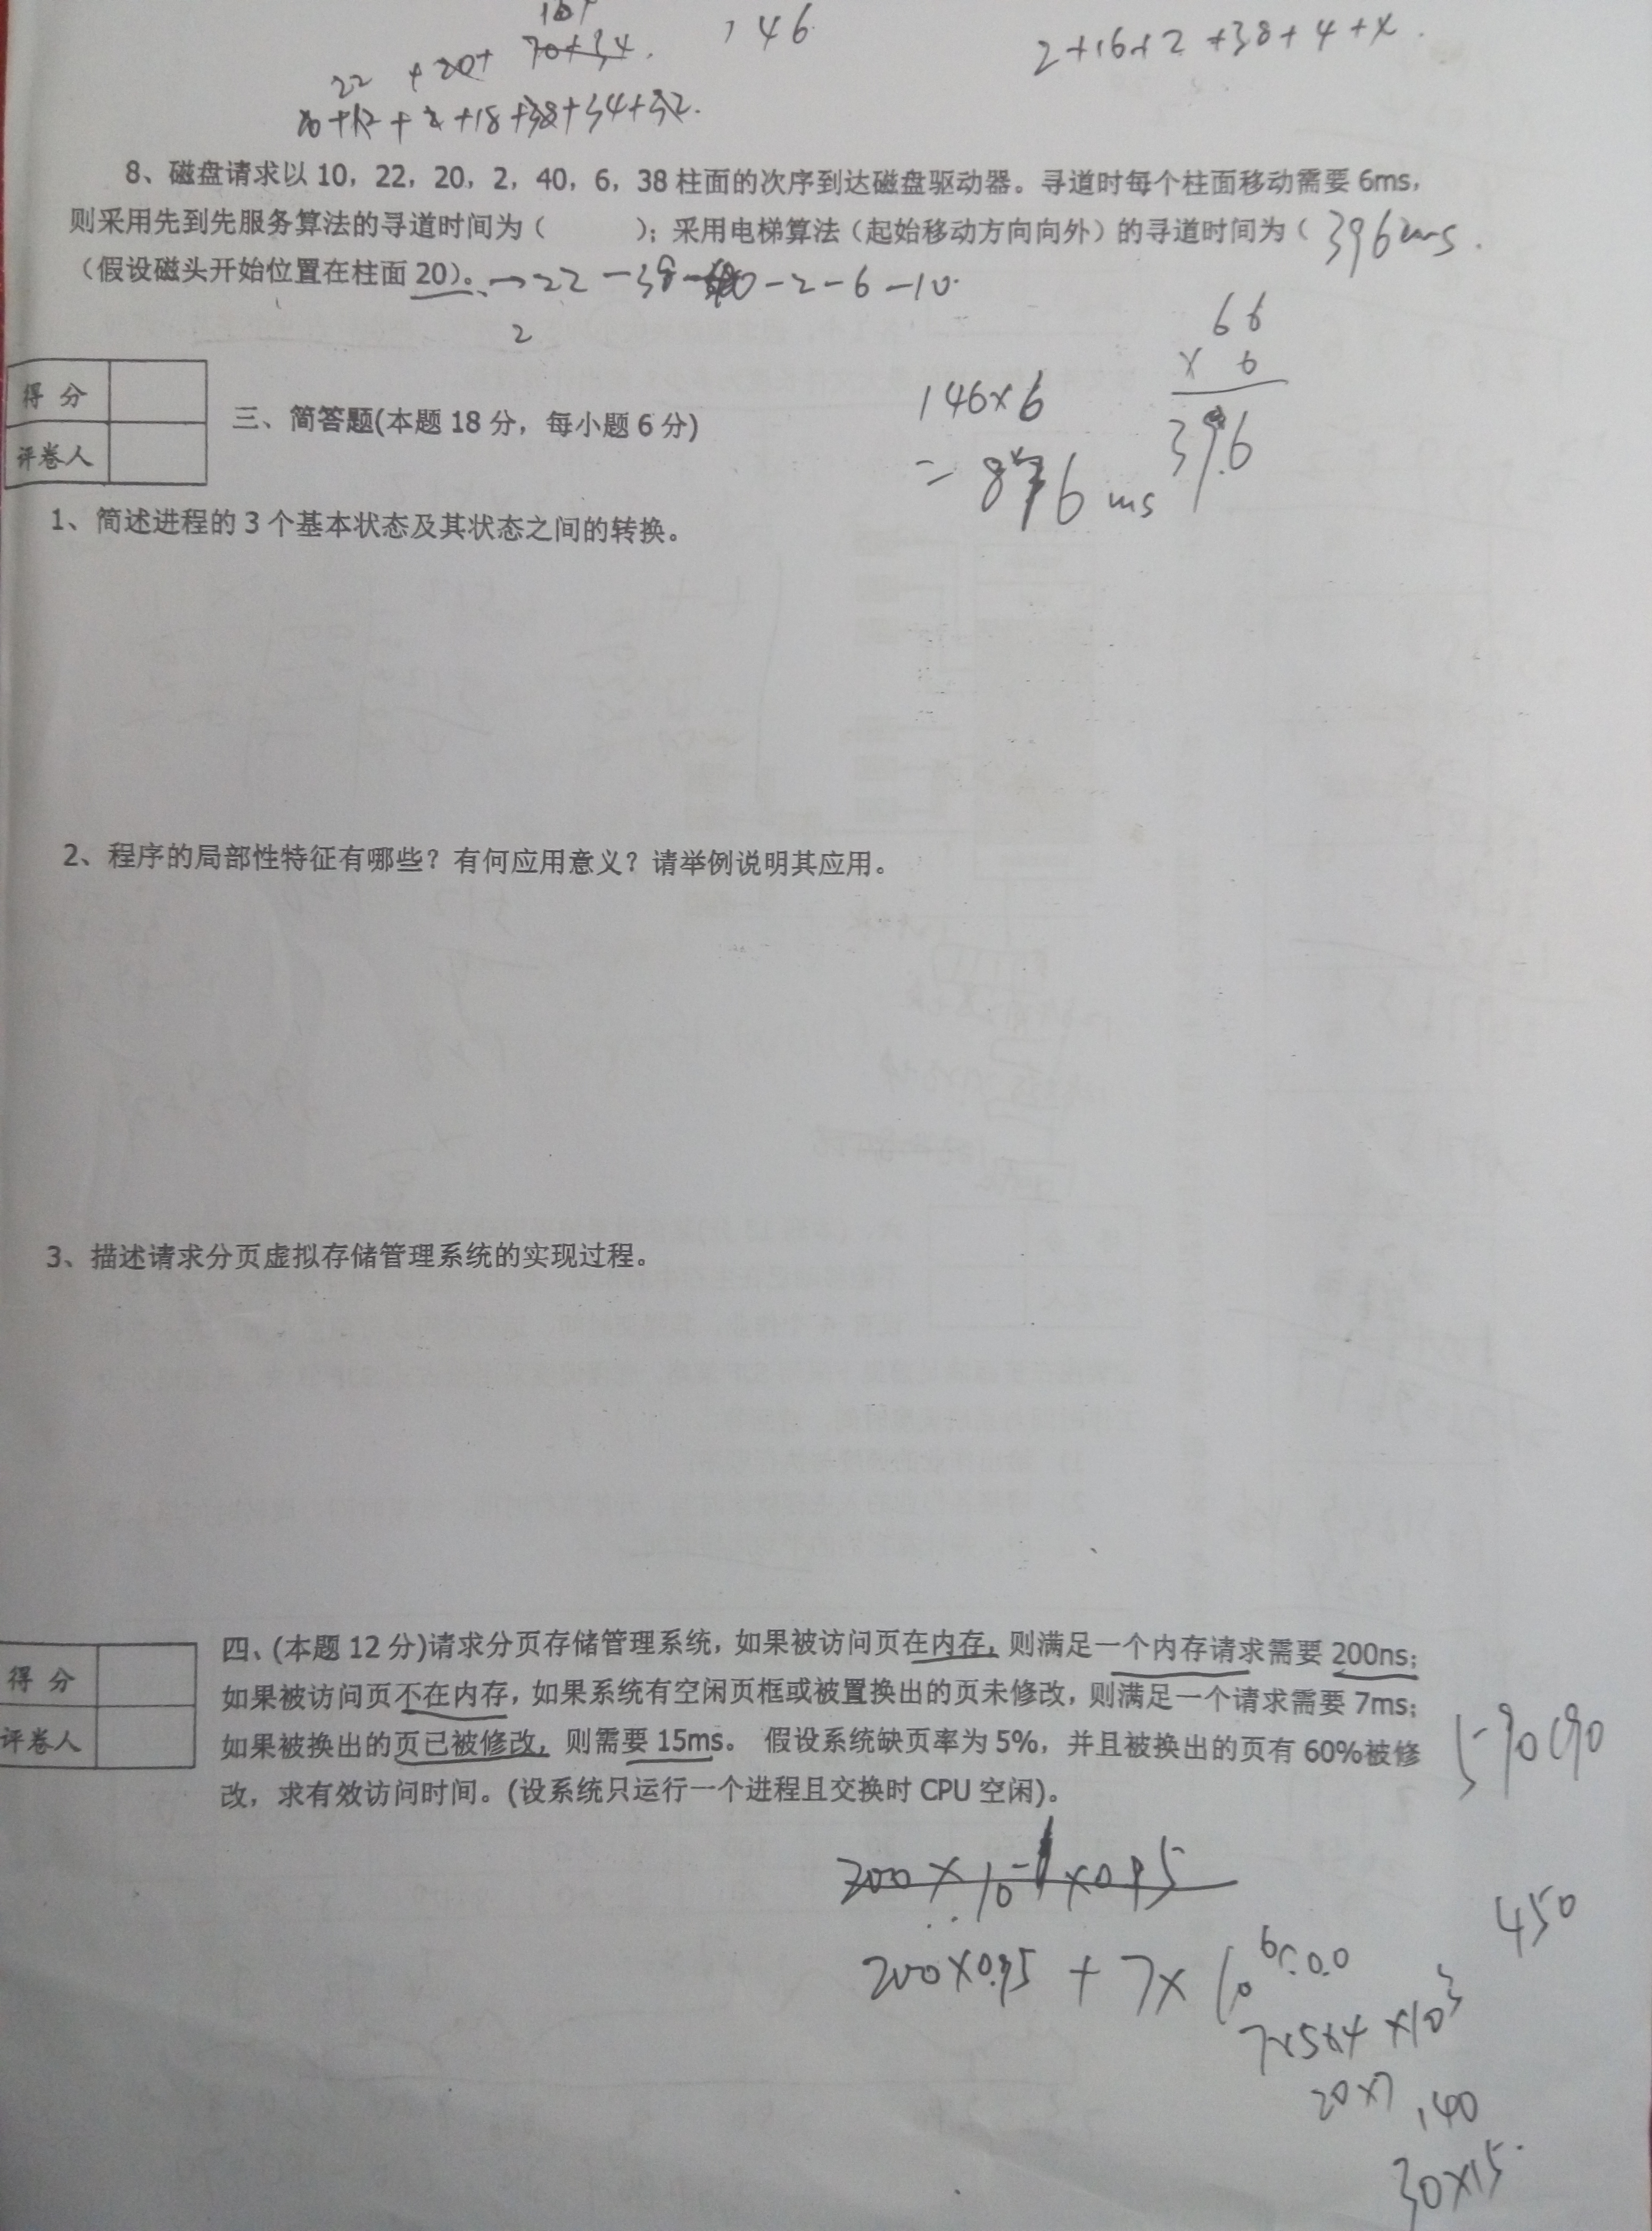 146
2+16+2+38+4+x.
22 +20+ 70+34.
+12+2+18+38+34+32.
8、磁盘请求以 10，22，20，2，40，6，38 柱面的次序到达磁盘驱动器。寻道时每个柱面移动需要 6ms，
则采用先到先服务算法的寻道时间为（ ）；采用电梯算法（起始移动方向向外）的寻道时间为（ 396ms.
（假设磁头开始位置在柱面 20）。→22-38-40-2-6-10.
2
66
× 6
396
146×6
=876ms
得 分
评卷人
三、简答题(本题 18 分，每小题 6 分)
1、简述进程的 3 个基本状态及其状态之间的转换。
2、程序的局部性特征有哪些？有何应用意义？请举例说明其应用。
3、描述请求分页虚拟存储管理系统的实现过程。
得 分
评卷人
四、(本题 12 分)请求分页存储管理系统，如果被访问页在内存，则满足一个内存请求需要 200ns；
如果被访问页不在内存，如果系统有空闲页框或被置换出的页未修改，则满足一个请求需要 7ms；
如果被换出的页已被修改，则需要 15ms。 假设系统缺页率为 5%，并且被换出的页有 60%被修
改，求有效访问时间。(设系统只运行一个进程且交换时 CPU 空闲)。
590190
200×0.95 + 7×10^6
450
7×5×4×10^3
20×7 140
30×15.